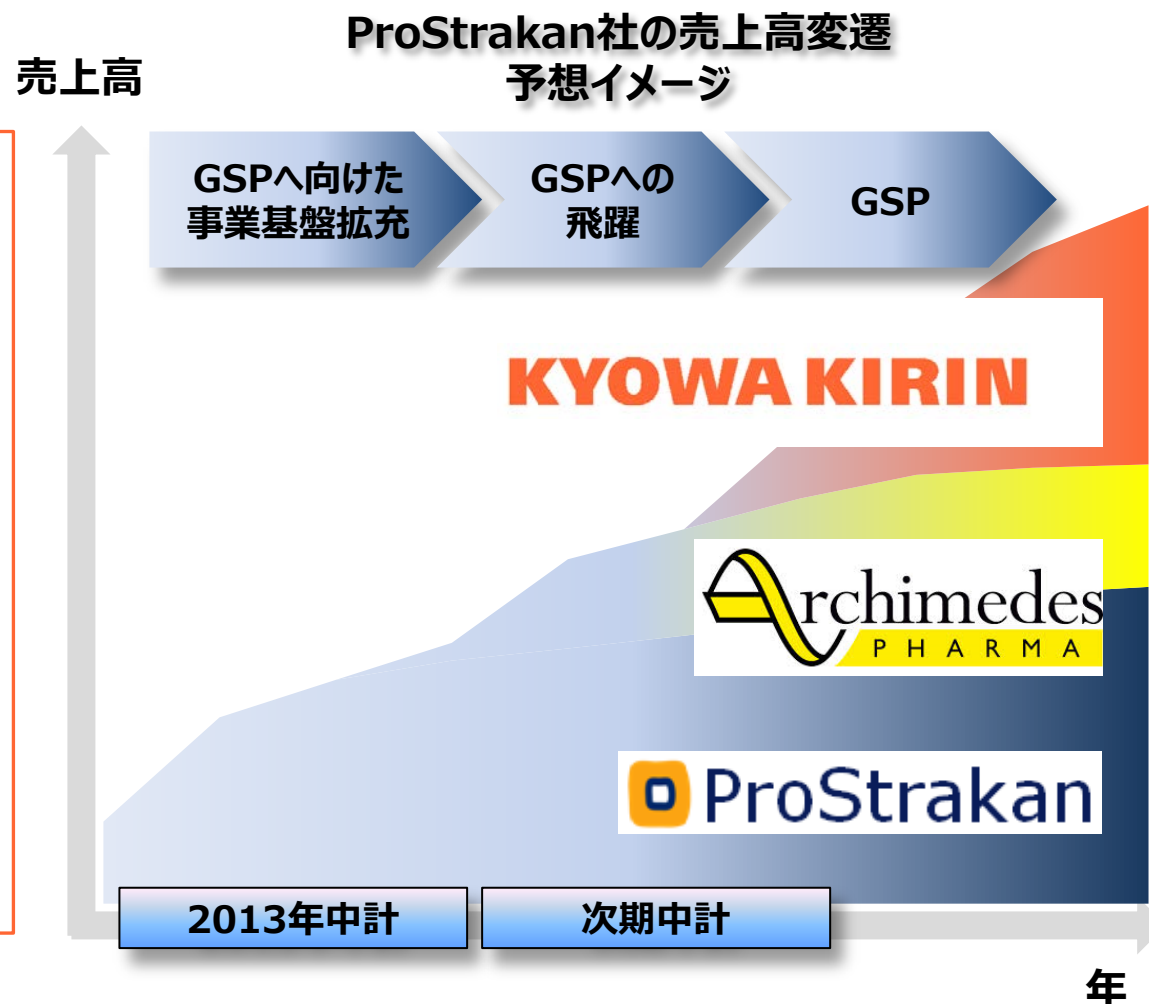 ProStrakan社の売上高変遷
予想イメージ
売上高
GSPへ向けた
事業基盤拡充
GSPへの
飛躍
GSP
KYOWA KIRIN
Archimedes
PHARMA
ProStrakan
2013年中計
次期中計
年